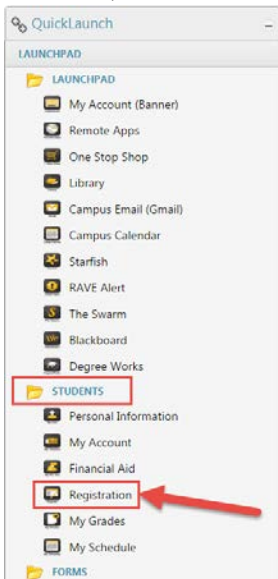 QuickLaunch
LAUNCHPAD
LAUNCHPAD
My Account (Banner)
Remote Apps
One Stop Shop
Library
Campus Email (Gmail)
Campus Calendar
Starfish
RAVE Alert
The Swarm
Blackboard
Degree Works
STUDENTS
Personal Information
My Account
Financial Aid
Registration
My Grades
My Schedule
FORMS